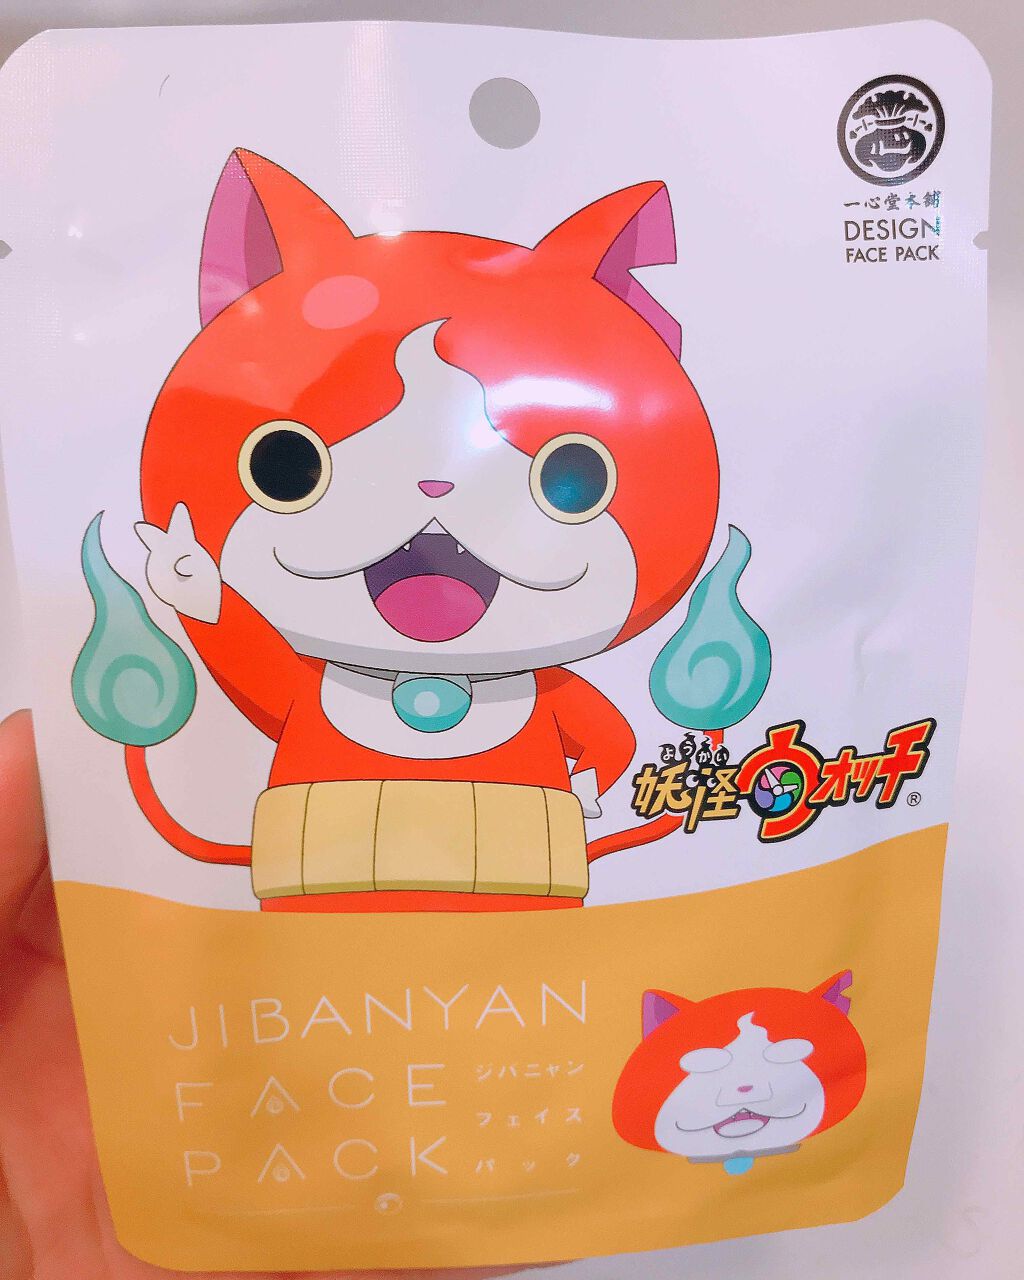 一心堂本舗
DESIGN
FACE PACK
ようかい
妖怪ウォッチ®
JIBANYAN
FACE
PACK
ジバニャン
フェイス
パック